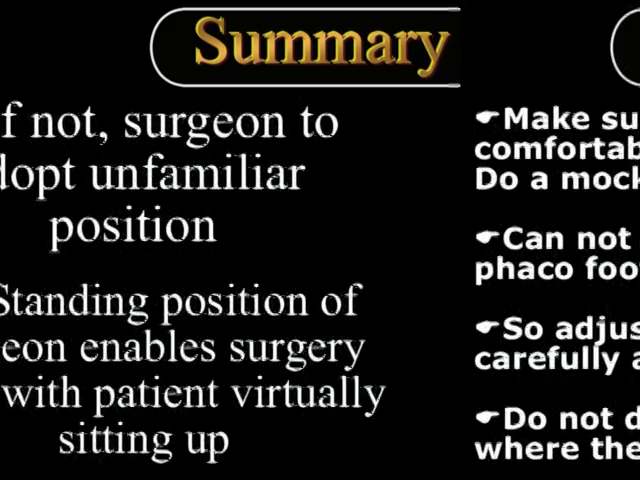 Summary
f not, surgeon to
dopt unfamiliar
position
Standing position of
eon enables surgery
with patient virtually
sitting up
Make su
comfortab
Do a mock
Can not
phaco foo
So adjus
carefully a
Do not d
where the